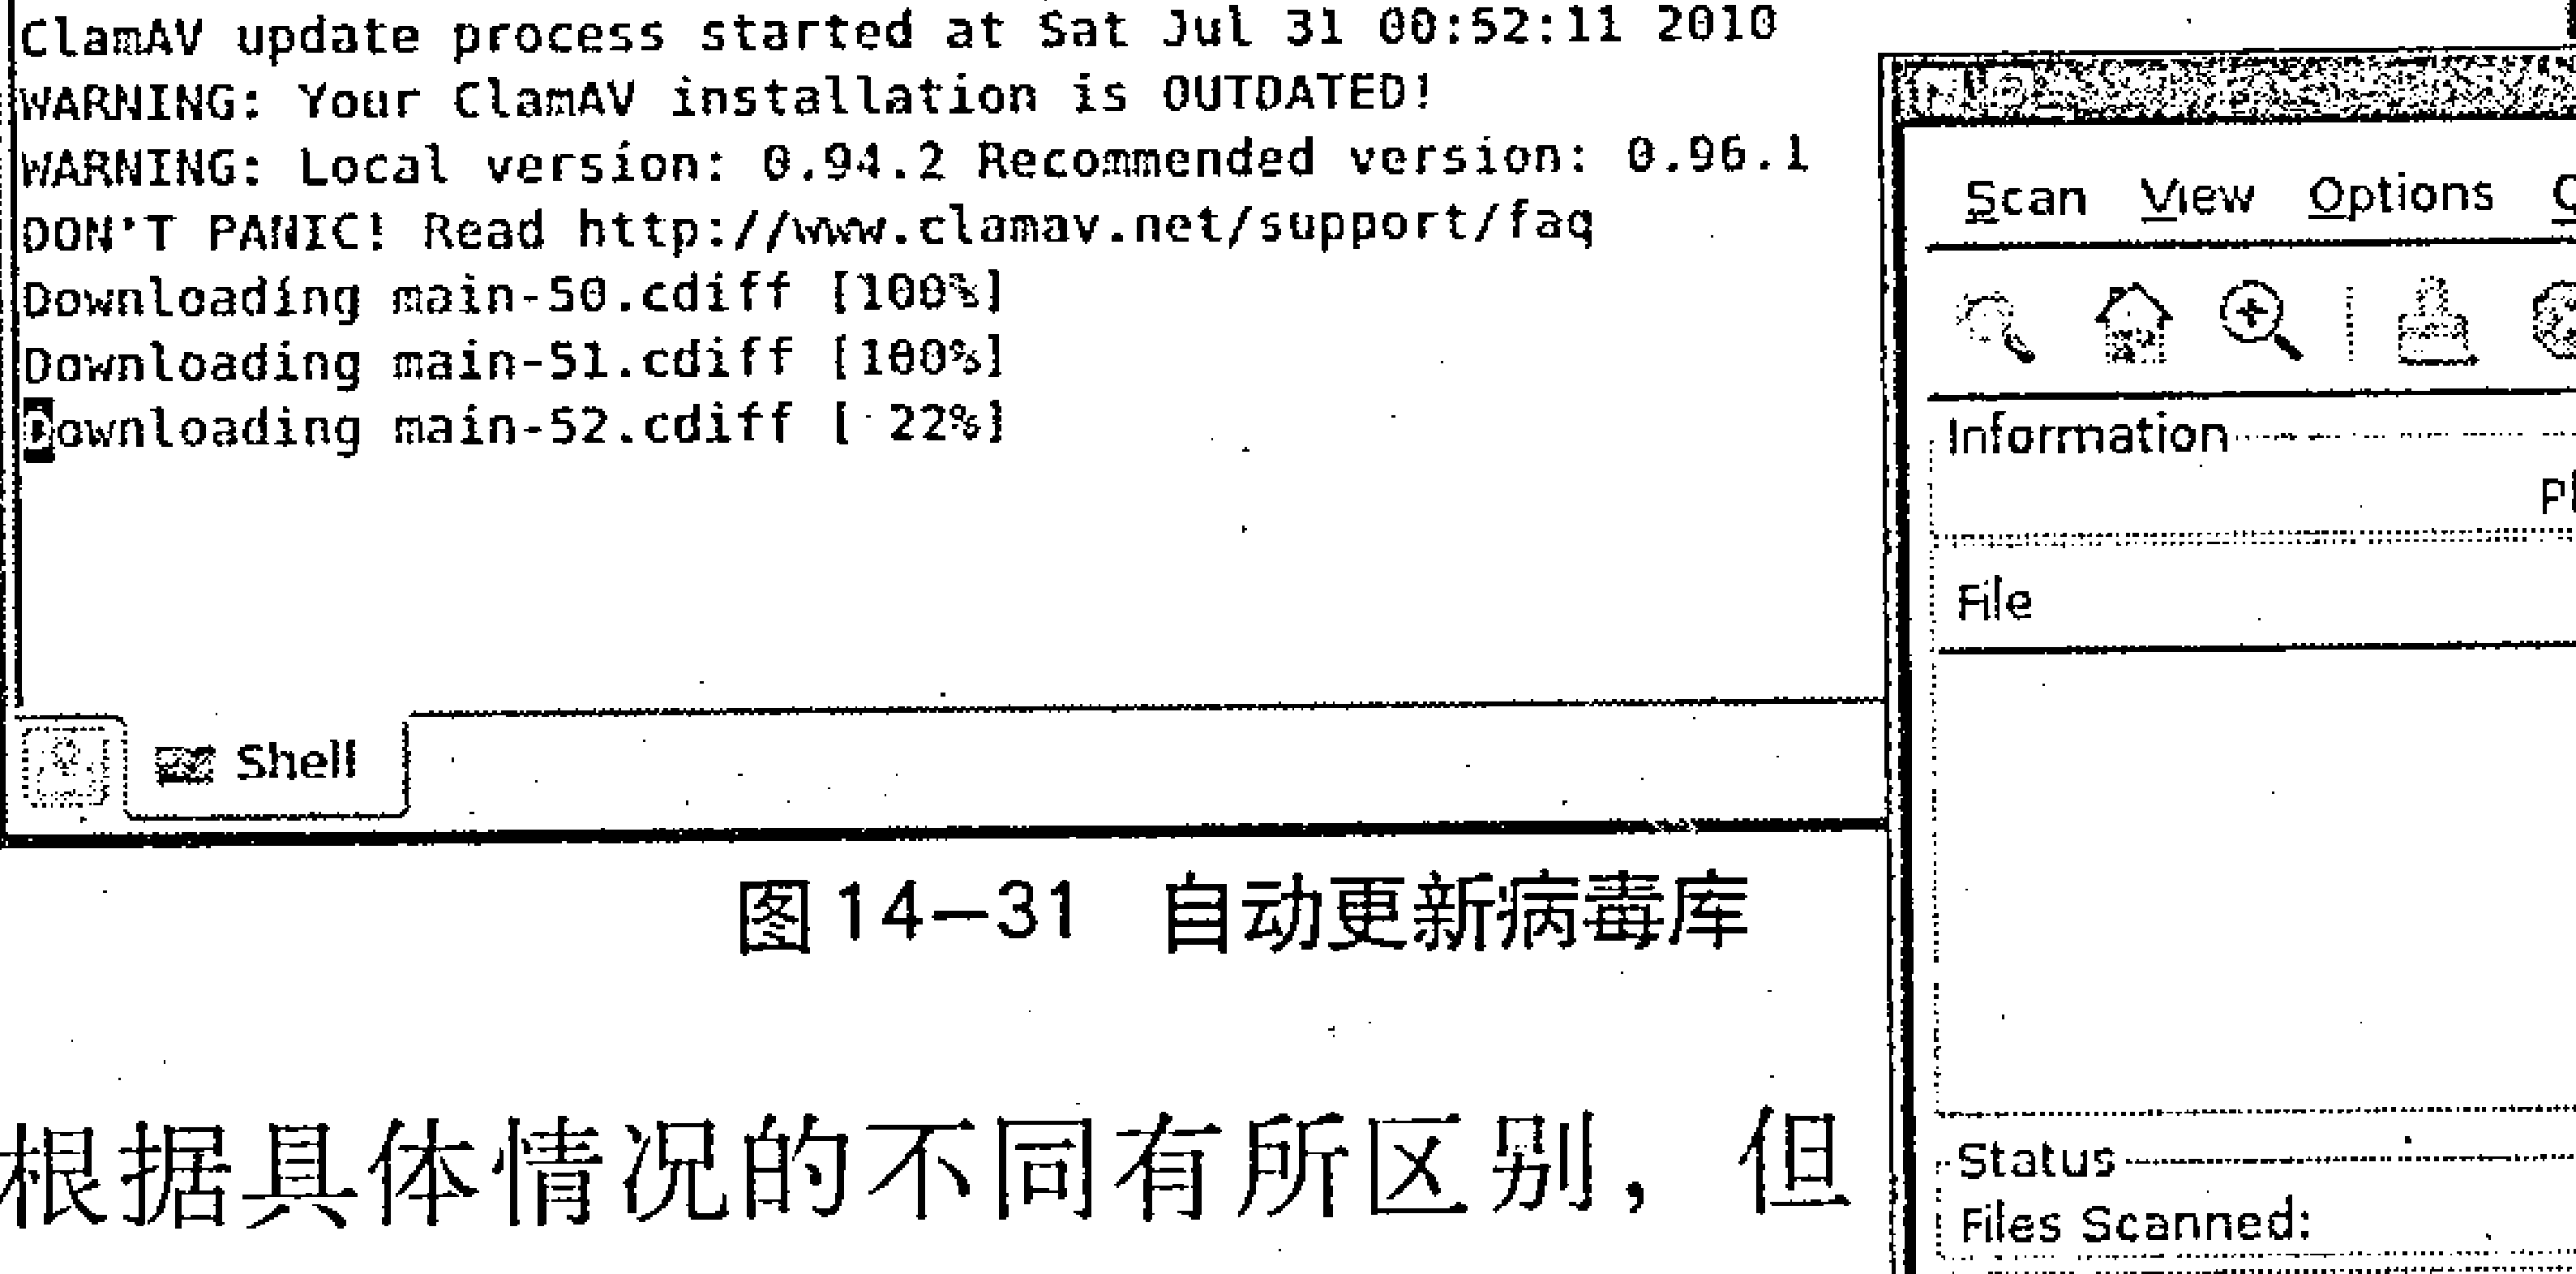 ClamAV update process started at Sat Jul 31 00:52:11 2010
WARNING: Your ClamAV installation is OUTDATED!
WARNING: Local version: 0.94.2 Recommended version: 0.96.1
DON'T PANIC! Read http://www.clamav.net/support/faq
Downloading main-50.cdiff [100%]
Downloading main-51.cdiff [100%]
Downloading main-52.cdiff [ 22%]
Shell
图14-31 自动更新病毒库
根据具体情况的不同有所区别，但
Scan View Options
Information
File
Status
Files Scanned: